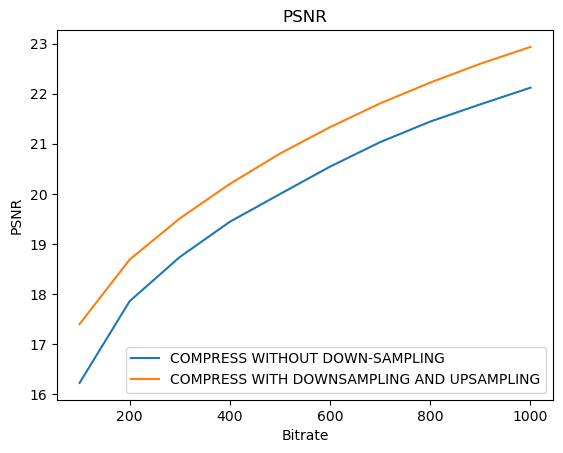 PSNR
23
22
21
20
19
18
17
16
PSNR
COMPRESS WITHOUT DOWN-SAMPLING
COMPRESS WITH DOWNSAMPLING AND UPSAMPLING
200 400 600 800 1000
Bitrate